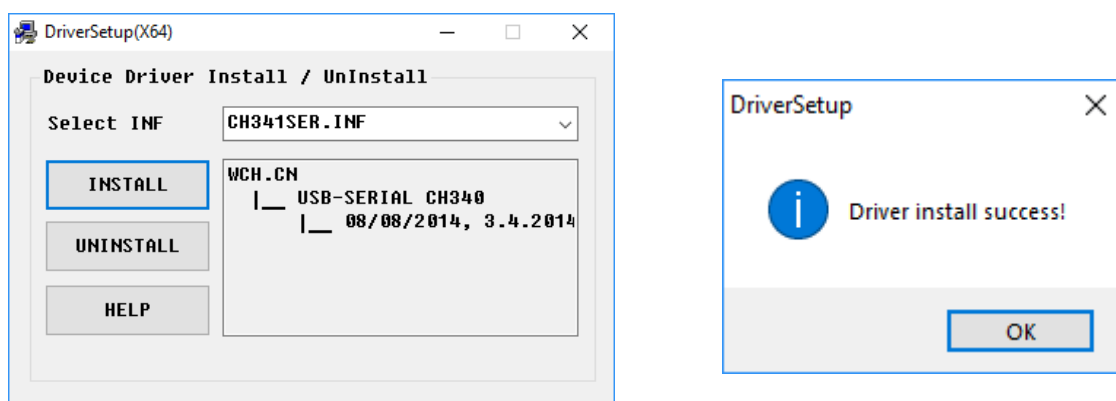 DriverSetup(X64)
Device Driver Install / UnInstall
Select INF
CH341SER.INF
INSTALL
UNINSTALL
HELP
WCH.CN
|__ USB-SERIAL CH340
|__ 08/08/2014, 3.4.2014
DriverSetup
Driver install success!
OK